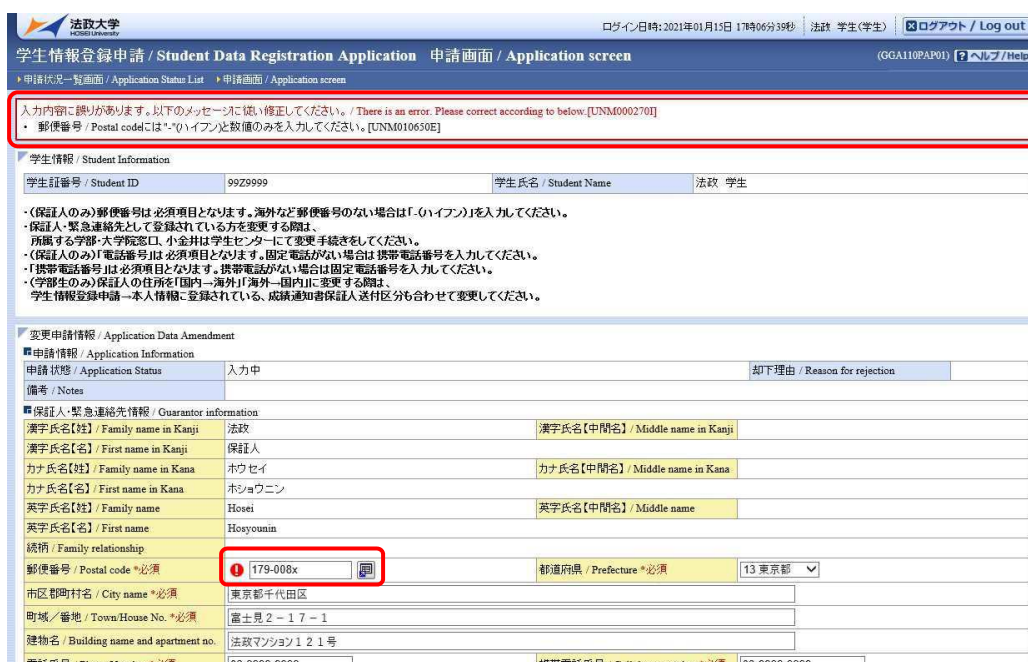 法政大学
HOSEI University
ログイン日時:2021年01月15日 17時06分39秒 法政 学生(学生) ログアウト / Log out
学生情報登録申請 / Student Data Registration Application 申請画面 / Application screen (GGA110PAP01) ?ヘルプ/Help
申請状況一覧画面 / Application Status List 申請画面 / Application screen
入力内容に誤りがあります。以下のメッセージに従い修正してください。 / There is an error. Please correct according to below.[UNM000270I]
・ 郵便番号 / Postal codeには"-"(ハイフン)と数値のみを入力してください。[UNM010650E]
学生情報 / Student Information
学生証番号 / Student ID 99Z9999 学生氏名 / Student Name 法政 学生
・(保証人のみ)郵便番号は必須項目となります。海外など郵便番号のない場合は「-(ハイフン)」を入力してください。
・保証人・緊急連絡先として登録されている方を変更する際は、
所属する学部・大学院窓口、小金井は学生センターにて変更手続きをしてください。
・(保証人のみ)「電話番号」は必須項目となります。固定電話がない場合は携帯電話番号を入力してください。
・「携帯電話番号」は必須項目となります。携帯電話がない場合は固定電話番号を入力してください。
・(学部生のみ)保証人の住所を「国内→海外」「海外→国内」に変更する際は、
学生情報登録申請→本人情報に登録されている、成績通知書保証人送付区分も合わせて変更してください。
変更申請情報 / Application Data Amendment
申請情報 / Application Information
申請状態 / Application Status 入力中 却下理由 / Reason for rejection
備考 / Notes
保証人・緊急連絡先情報 / Guarantor information
漢字氏名【姓】 / Family name in Kanji 法政 漢字氏名【中間名】 / Middle name in Kanji
漢字氏名【名】 / First name in Kanji 保証人
カナ氏名【姓】 / Family name in Kana ホウセイ カナ氏名【中間名】 / Middle name in Kana
カナ氏名【名】 / First name in Kana ホショウニン
英字氏名【姓】 / Family name Hosei 英字氏名【中間名】 / Middle name
英字氏名【名】 / First name Hosyounin
続柄 / Family relationship
郵便番号 / Postal code *必須 179-008x 都道府県 / Prefecture *必須 13 東京都
市区郡町村名 / City name *必須 東京都千代田区
町域／番地 / Town/House No. *必須 富士見２－１７－１
建物名 / Building name and apartment no. 法政マンション１２１号